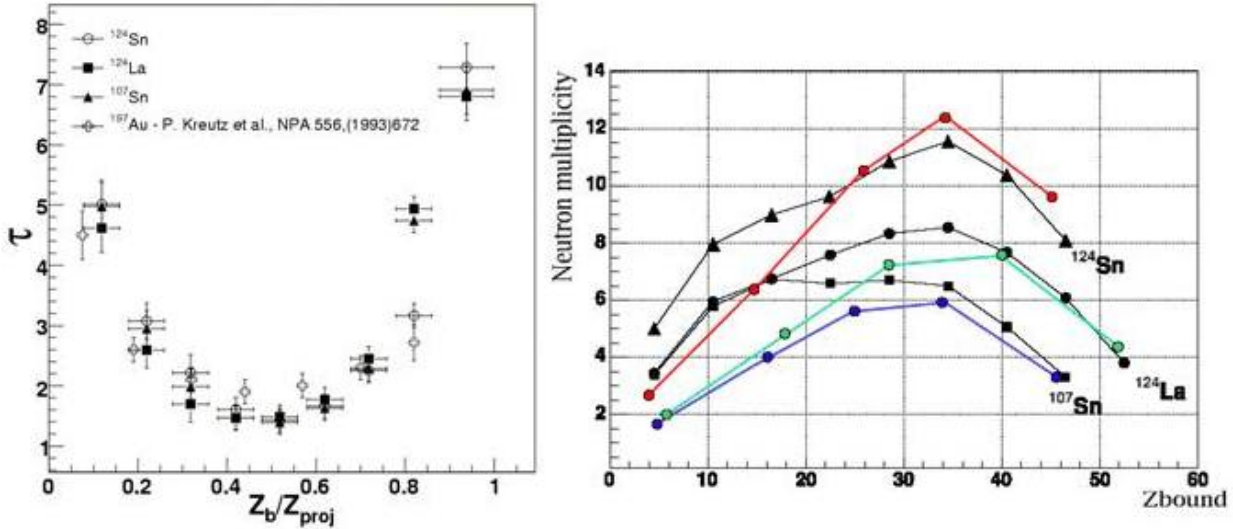 8
7
6
5
4
3
2
1
τ
¹²⁴Sn
¹²⁴La
¹⁰⁷Sn
¹⁹⁷Au - P. Kreutz et al., NPA 556,(1993)672
0 0.2 0.4 0.6 0.8 1
Z_b/Z_proj
14
12
10
8
6
4
2
Neutron multiplicity
¹²⁴Sn
¹²⁴La
¹⁰⁷Sn
0 10 20 30 40 50 60
Zbound